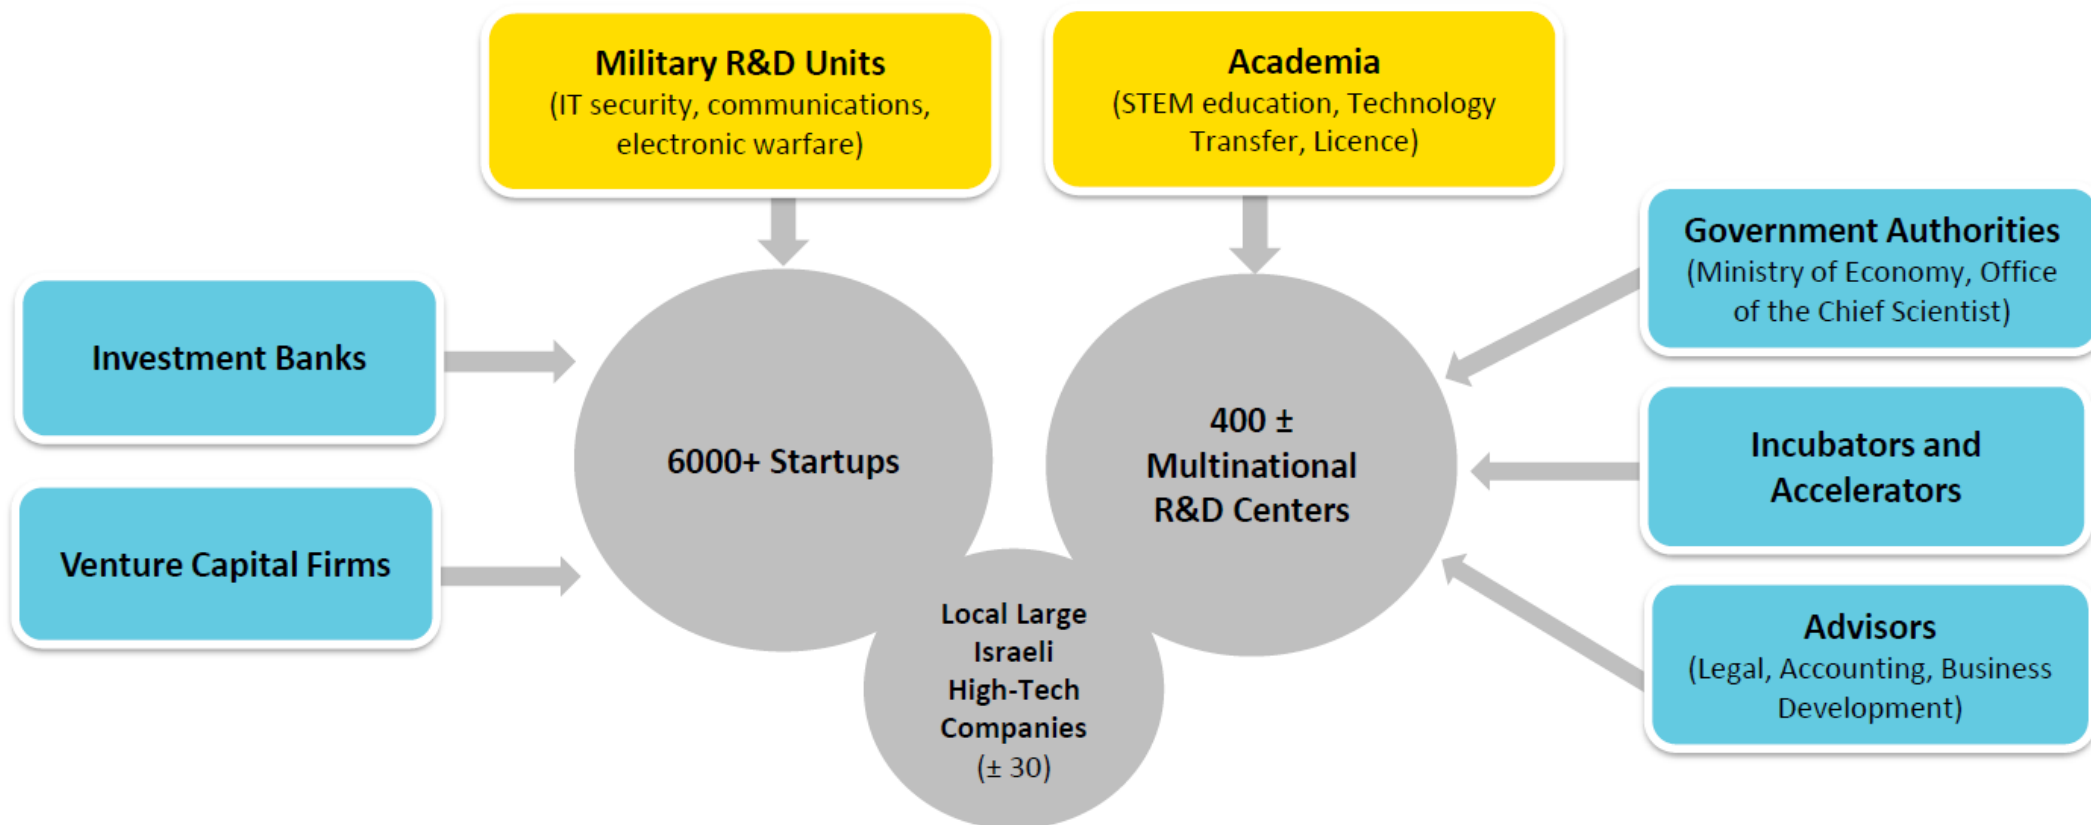 Military R&D Units
(IT security, communications,
electronic warfare)
Academia
(STEM education, Technology
Transfer, Licence)
Government Authorities
(Ministry of Economy, Office
of the Chief Scientist)
Investment Banks
6000+ Startups
400 ±
Multinational
R&D Centers
Incubators and
Accelerators
Venture Capital Firms
Local Large
Israeli
High-Tech
Companies
(± 30)
Advisors
(Legal, Accounting, Business
Development)